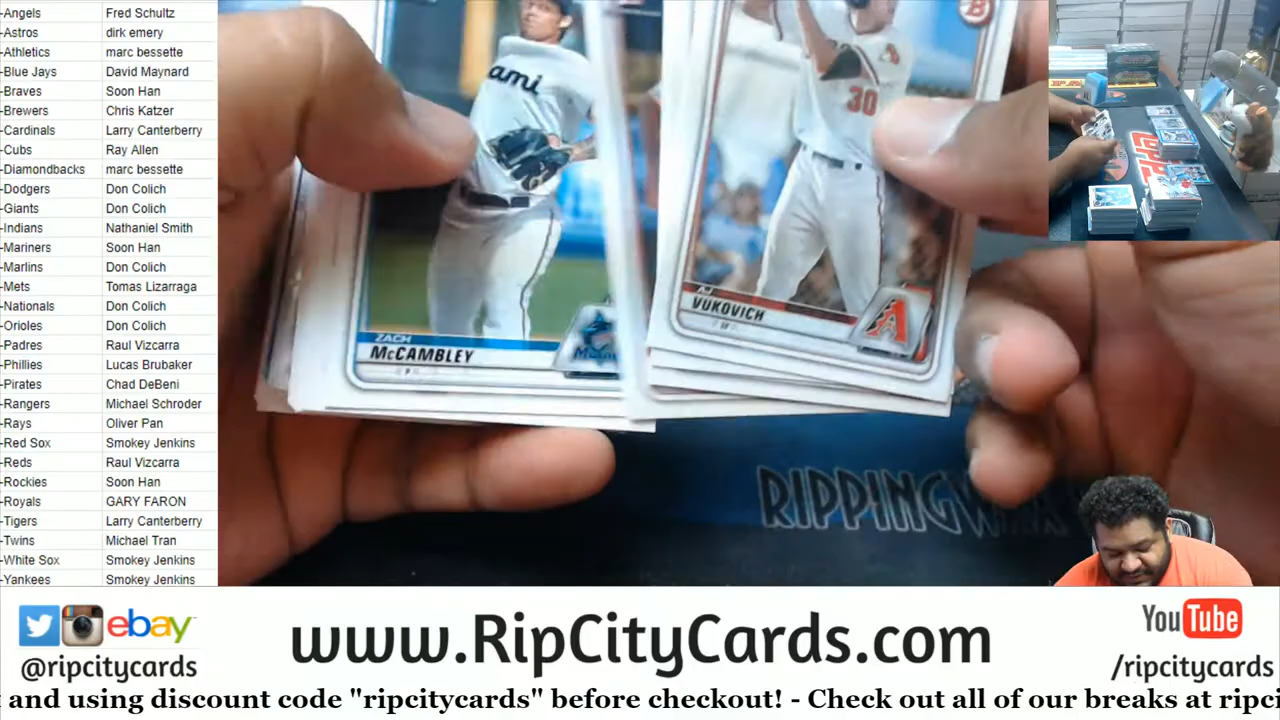 -Angels Fred Schultz
-Astros dirk emery
-Athletics marc bessette
-Blue Jays David Maynard
-Braves Soon Han
-Brewers Chris Katzer
-Cardinals Larry Canterberry
-Cubs Ray Allen
-Diamondbacks marc bessette
-Dodgers Don Colich
-Giants Don Colich
-Indians Nathaniel Smith
-Mariners Soon Han
-Marlins Don Colich
-Mets Tomas Lizarraga
-Nationals Don Colich
-Orioles Don Colich
-Padres Raul Vizcarra
-Phillies Lucas Brubaker
-Pirates Chad DeBeni
-Rangers Michael Schroder
-Rays Oliver Pan
-Red Sox Smokey Jenkins
-Reds Raul Vizcarra
-Rockies Soon Han
-Royals GARY FARON
-Tigers Larry Canterberry
-Twins Michael Tran
-White Sox Smokey Jenkins
-Yankees Smokey Jenkins
ami
30
ZACH
McCAMBLEY
Miami
VUKOVICH
A
B
RIPPINGWAX
ebay
@ripcitycards
www.RipCityCards.com
YouTube
/ripcitycards
and using discount code "ripcitycards" before checkout! - Check out all of our breaks at ripci